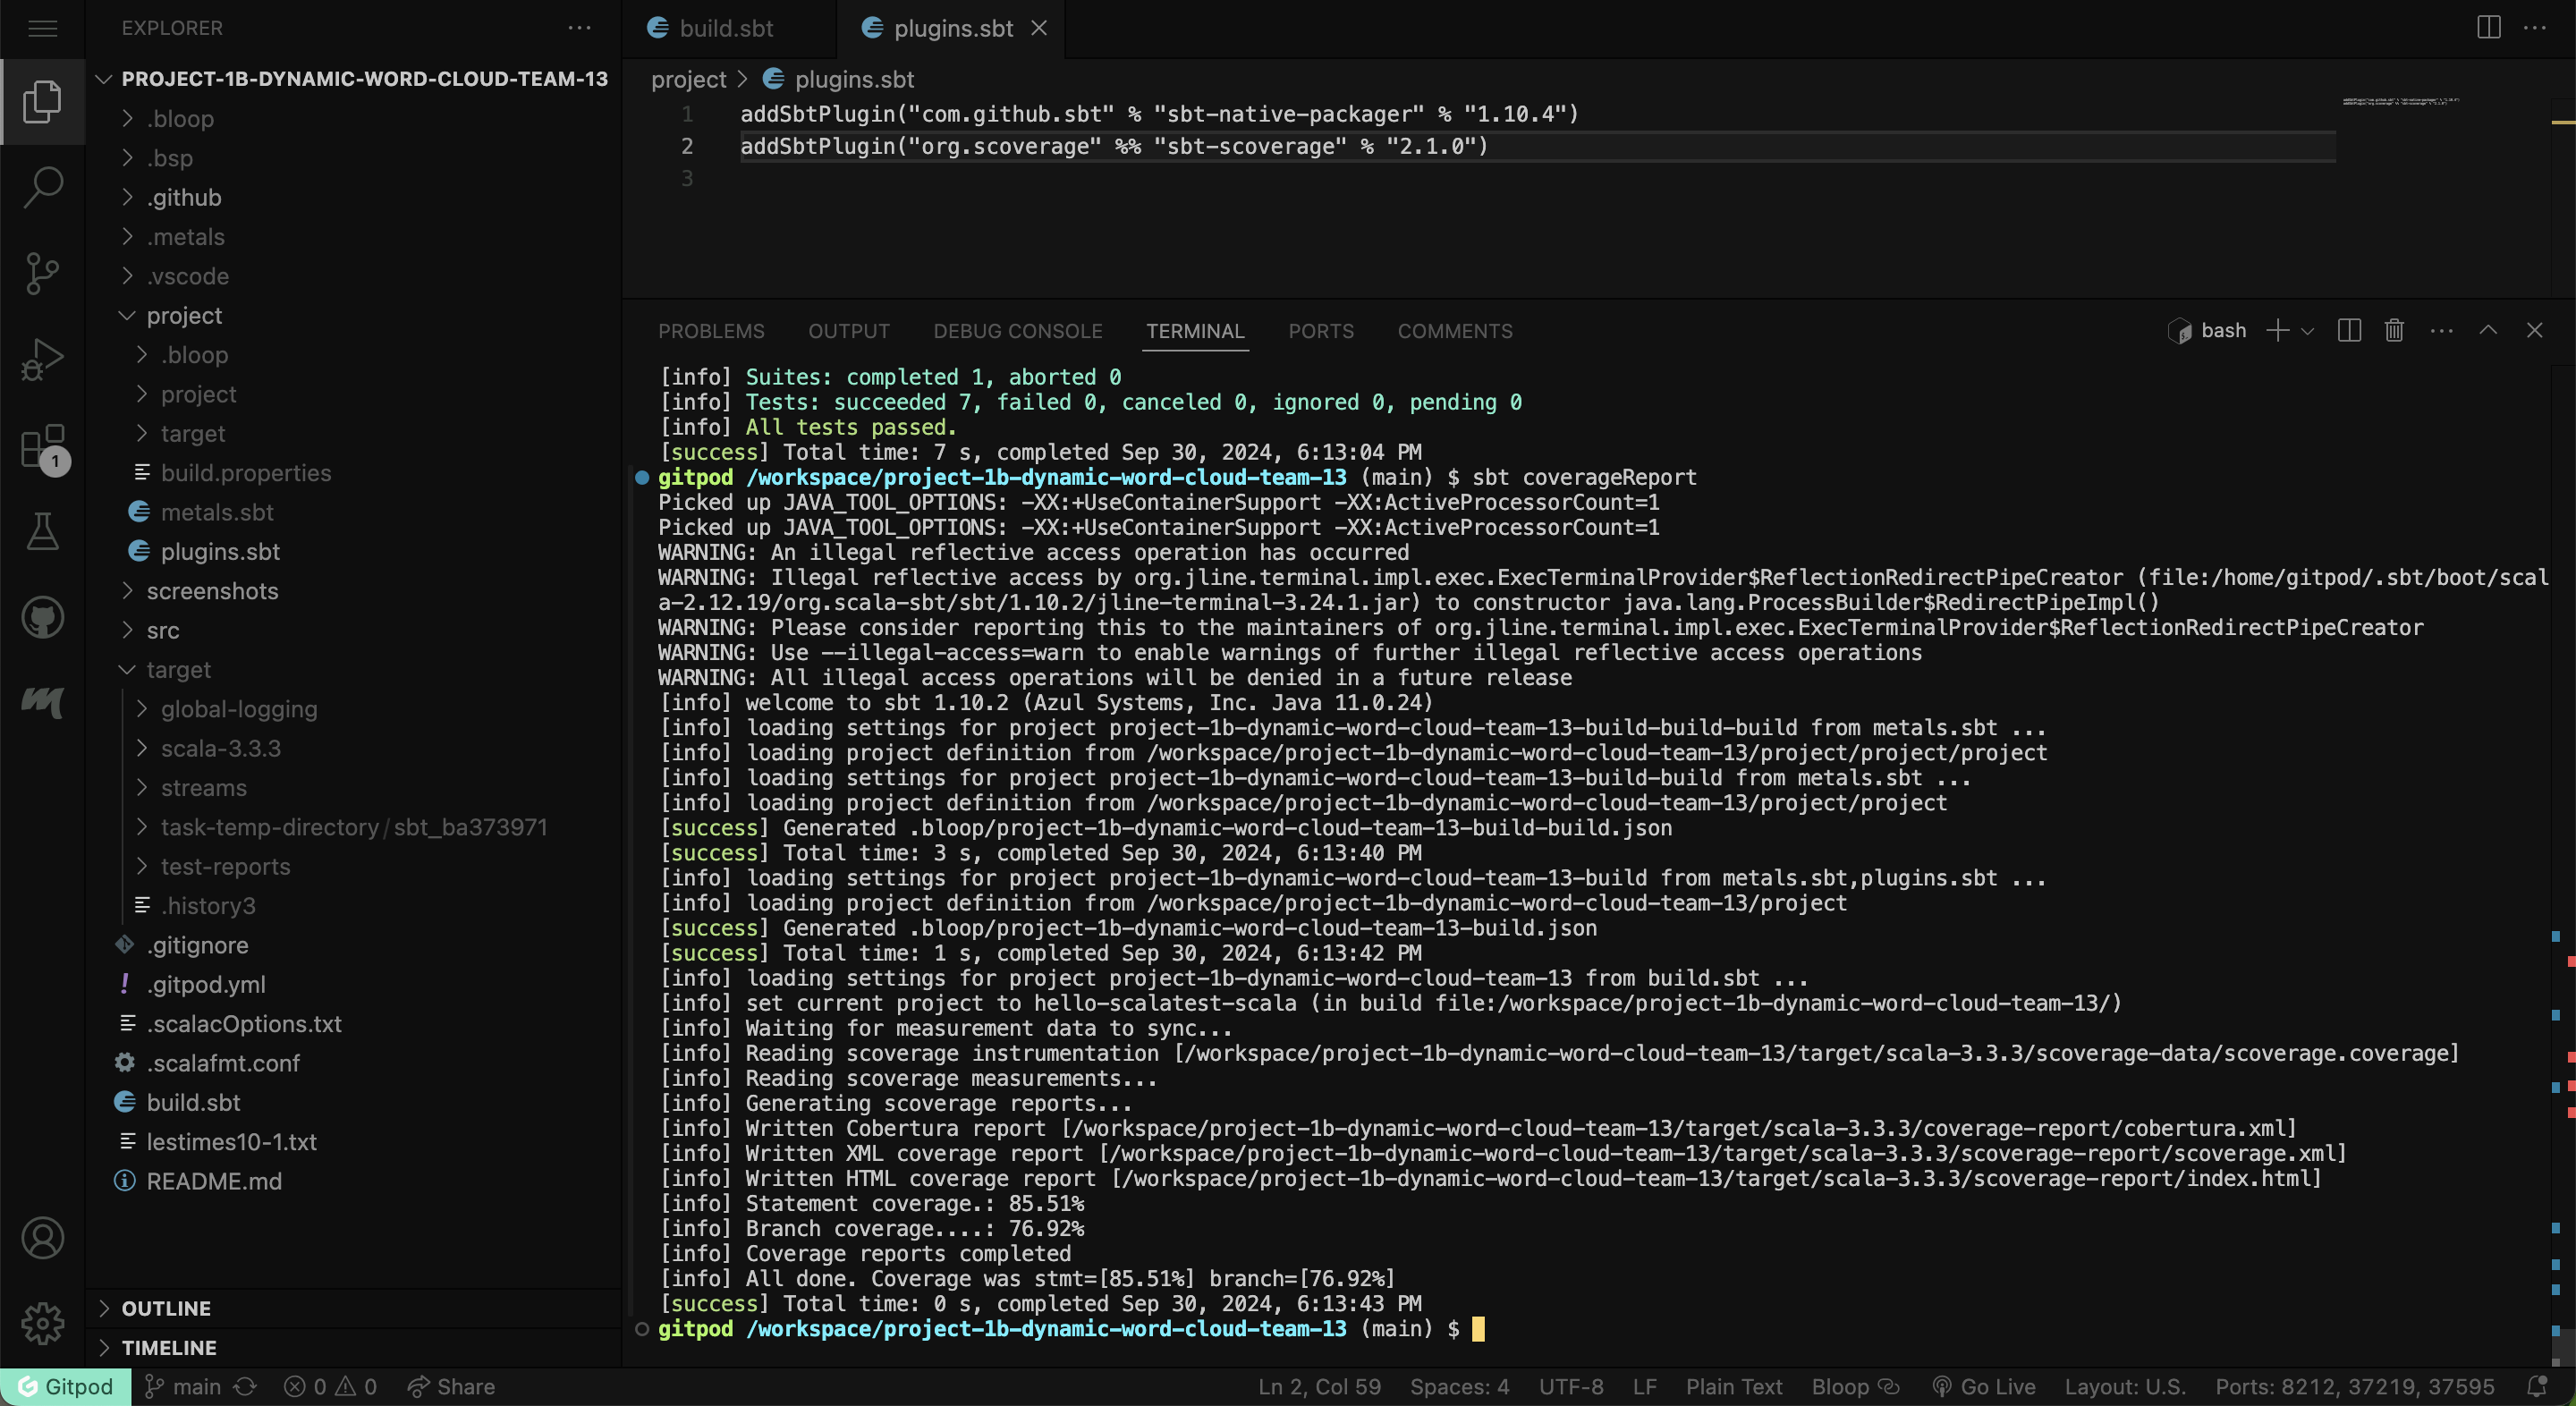 EXPLORER
PROJECT-1B-DYNAMIC-WORD-CLOUD-TEAM-13
.bloop
.bsp
.github
.metals
.vscode
project
.bloop
project
target
build.properties
metals.sbt
plugins.sbt
screenshots
src
target
global-logging
scala-3.3.3
streams
task-temp-directory/sbt_ba373971
test-reports
.history3
.gitignore
.gitpod.yml
.scalacOptions.txt
.scalafmt.conf
build.sbt
lestimes10-1.txt
README.md
OUTLINE
TIMELINE
1
build.sbt
plugins.sbt
project > plugins.sbt
1 addSbtPlugin("com.github.sbt" % "sbt-native-packager" % "1.10.4")
2 addSbtPlugin("org.scoverage" %% "sbt-scoverage" % "2.1.0")
3
PROBLEMS OUTPUT DEBUG CONSOLE TERMINAL PORTS COMMENTS
bash
[info] Suites: completed 1, aborted 0
[info] Tests: succeeded 7, failed 0, canceled 0, ignored 0, pending 0
[info] All tests passed.
[success] Total time: 7 s, completed Sep 30, 2024, 6:13:04 PM
gitpod /workspace/project-1b-dynamic-word-cloud-team-13 (main) $ sbt coverageReport
Picked up JAVA_TOOL_OPTIONS: -XX:+UseContainerSupport -XX:ActiveProcessorCount=1
Picked up JAVA_TOOL_OPTIONS: -XX:+UseContainerSupport -XX:ActiveProcessorCount=1
WARNING: An illegal reflective access operation has occurred
WARNING: Illegal reflective access by org.jline.terminal.impl.exec.ExecTerminalProvider$ReflectionRedirectPipeCreator (file:/home/gitpod/.sbt/boot/scal
a-2.12.19/org.scala-sbt/sbt/1.10.2/jline-terminal-3.24.1.jar) to constructor java.lang.ProcessBuilder$RedirectPipeImpl()
WARNING: Please consider reporting this to the maintainers of org.jline.terminal.impl.exec.ExecTerminalProvider$ReflectionRedirectPipeCreator
WARNING: Use --illegal-access=warn to enable warnings of further illegal reflective access operations
WARNING: All illegal access operations will be denied in a future release
[info] welcome to sbt 1.10.2 (Azul Systems, Inc. Java 11.0.24)
[info] loading settings for project project-1b-dynamic-word-cloud-team-13-build-build-build from metals.sbt ...
[info] loading project definition from /workspace/project-1b-dynamic-word-cloud-team-13/project/project/project
[info] loading settings for project project-1b-dynamic-word-cloud-team-13-build-build from metals.sbt ...
[info] loading project definition from /workspace/project-1b-dynamic-word-cloud-team-13/project/project
[success] Generated .bloop/project-1b-dynamic-word-cloud-team-13-build-build.json
[success] Total time: 3 s, completed Sep 30, 2024, 6:13:40 PM
[info] loading settings for project project-1b-dynamic-word-cloud-team-13-build from metals.sbt,plugins.sbt ...
[info] loading project definition from /workspace/project-1b-dynamic-word-cloud-team-13/project
[success] Generated .bloop/project-1b-dynamic-word-cloud-team-13-build.json
[success] Total time: 1 s, completed Sep 30, 2024, 6:13:42 PM
[info] loading settings for project project-1b-dynamic-word-cloud-team-13 from build.sbt ...
[info] set current project to hello-scalatest-scala (in build file:/workspace/project-1b-dynamic-word-cloud-team-13/)
[info] Waiting for measurement data to sync...
[info] Reading scoverage instrumentation [/workspace/project-1b-dynamic-word-cloud-team-13/target/scala-3.3.3/scoverage-data/scoverage.coverage]
[info] Reading scoverage measurements...
[info] Generating scoverage reports...
[info] Written Cobertura report [/workspace/project-1b-dynamic-word-cloud-team-13/target/scala-3.3.3/coverage-report/cobertura.xml]
[info] Written XML coverage report [/workspace/project-1b-dynamic-word-cloud-team-13/target/scala-3.3.3/scoverage-report/scoverage.xml]
[info] Written HTML coverage report [/workspace/project-1b-dynamic-word-cloud-team-13/target/scala-3.3.3/scoverage-report/index.html]
[info] Statement coverage.: 85.51%
[info] Branch coverage....: 76.92%
[info] Coverage reports completed
[info] All done. Coverage was stmt=[85.51%] branch=[76.92%]
[success] Total time: 0 s, completed Sep 30, 2024, 6:13:43 PM
gitpod /workspace/project-1b-dynamic-word-cloud-team-13 (main) $
Gitpod main 0 0 Share Ln 2, Col 59 Spaces: 4 UTF-8 LF Plain Text Bloop Go Live Layout: U.S. Ports: 8212, 37219, 37595